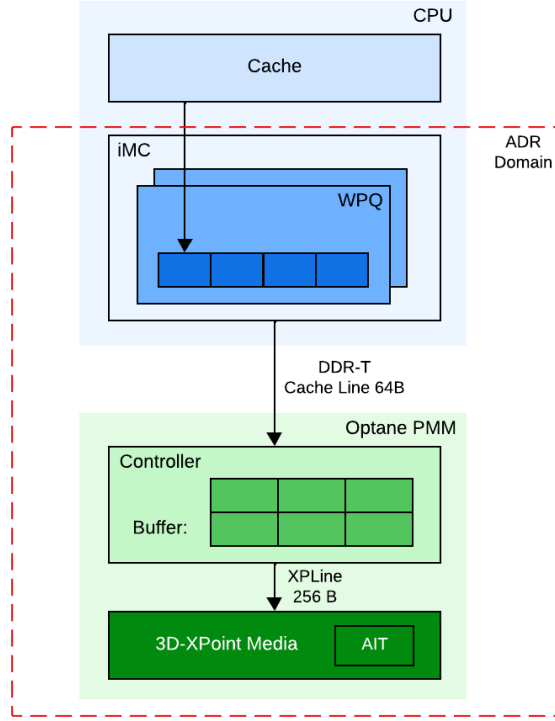 CPU
Cache
ADR
Domain
iMC
WPQ
DDR-T
Cache Line 64B
Optane PMM
Controller
Buffer:
XPLine
256 B
3D-XPoint Media
AIT